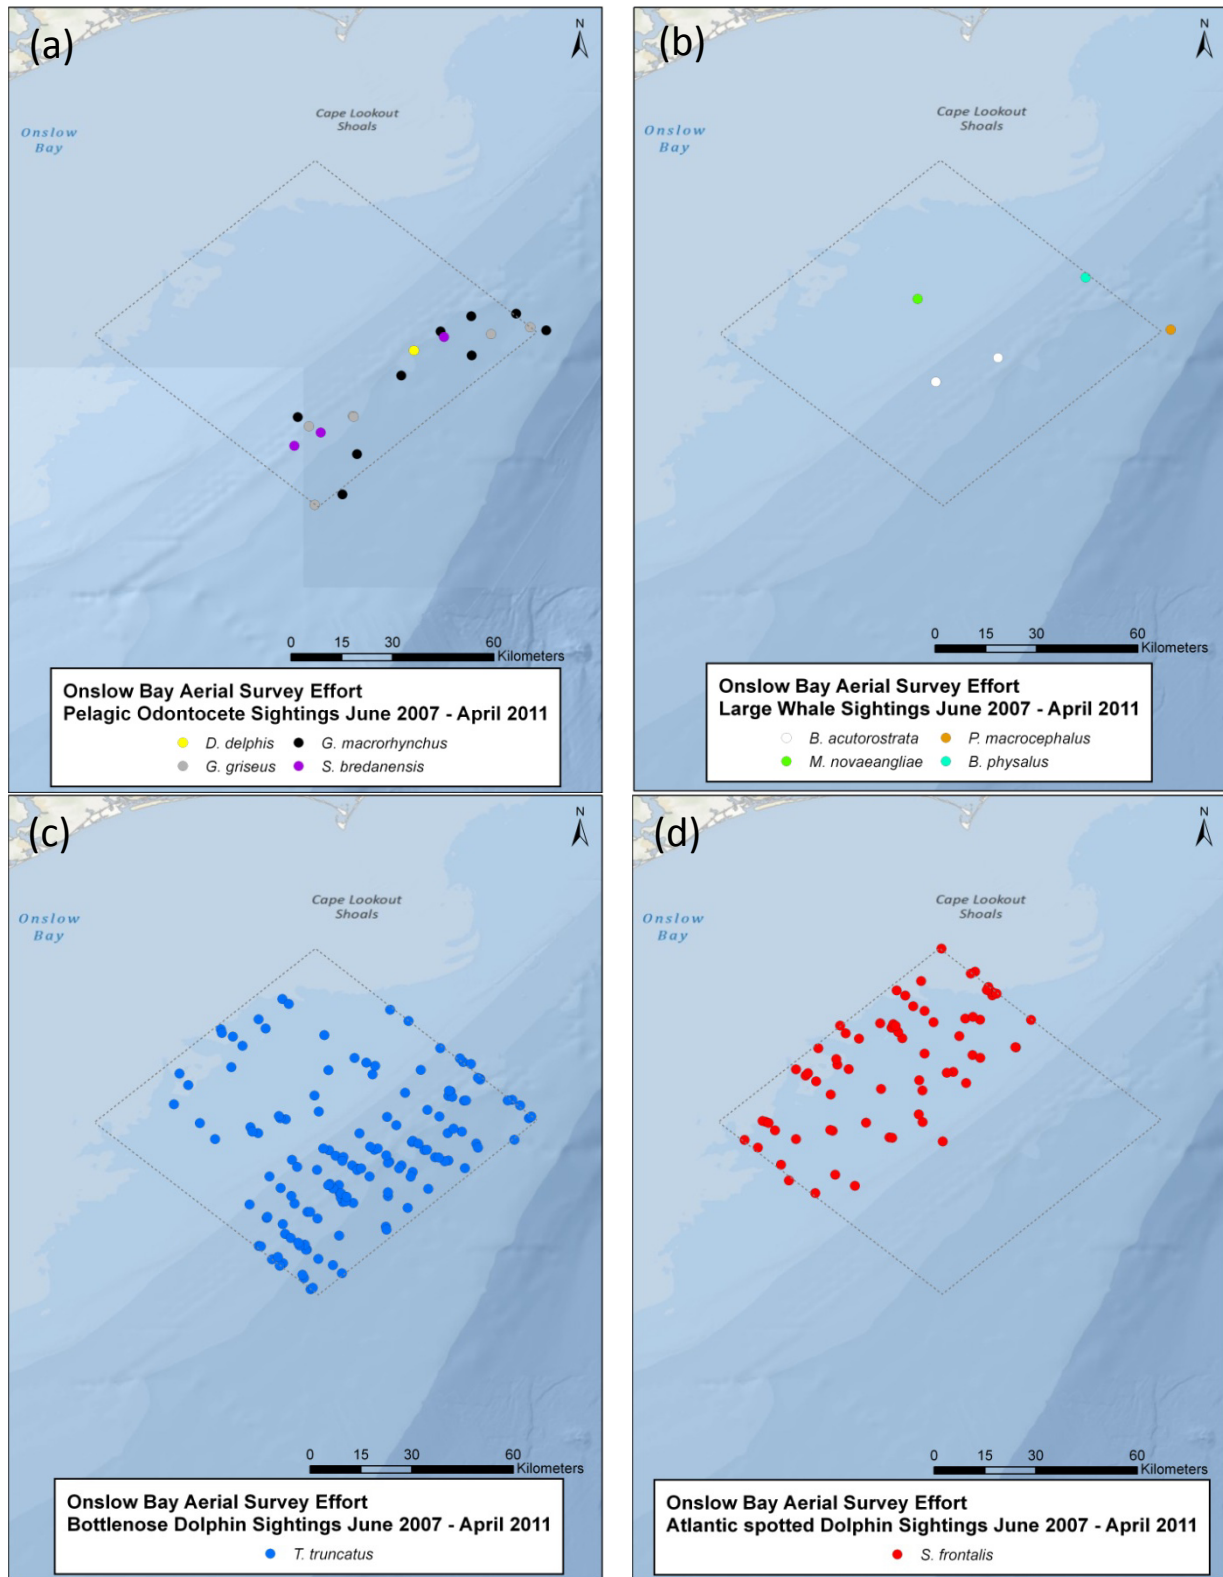 (a)
N
Cape Lookout
Shoals
Onslow
Bay
0 15 30 60
Kilometers
Onslow Bay Aerial Survey Effort
Pelagic Odontocete Sightings June 2007 - April 2011
D. delphis G. macrorhynchus
G. griseus S. bredanensis
(b)
N
Cape Lookout
Shoals
Onslow
Bay
0 15 30 60
Kilometers
Onslow Bay Aerial Survey Effort
Large Whale Sightings June 2007 - April 2011
B. acutorostrata P. macrocephalus
M. novaeangliae B. physalus
(c)
N
Cape Lookout
Shoals
Onslow
Bay
0 15 30 60
Kilometers
Onslow Bay Aerial Survey Effort
Bottlenose Dolphin Sightings June 2007 - April 2011
T. truncatus
(d)
N
Cape Lookout
Shoals
Onslow
Bay
0 15 30 60
Kilometers
Onslow Bay Aerial Survey Effort
Atlantic spotted Dolphin Sightings June 2007 - April 2011
S. frontalis